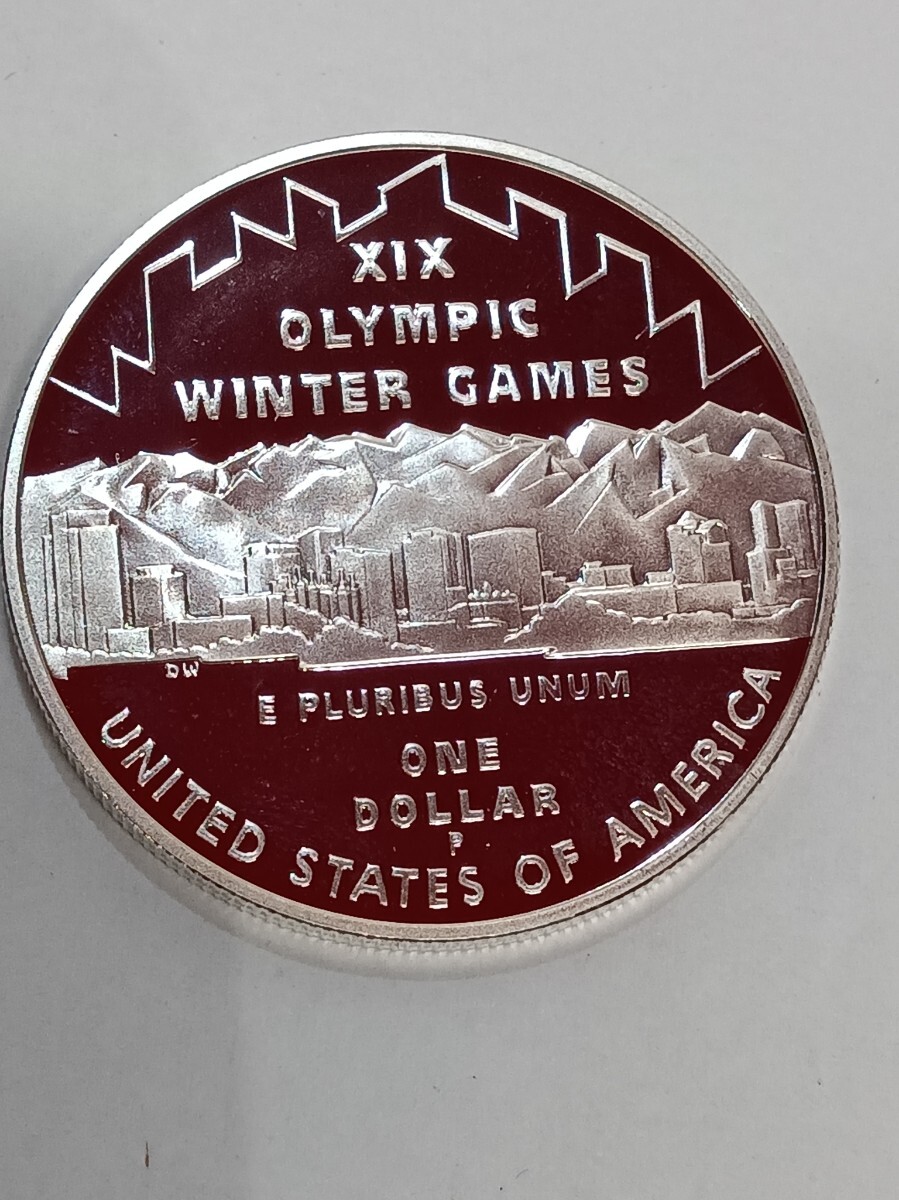 XIX
OLYMPIC
WINTER GAMES
DW
E PLURIBUS UNUM
ONE
DOLLAR
P
UNITED STATES OF AMERICA